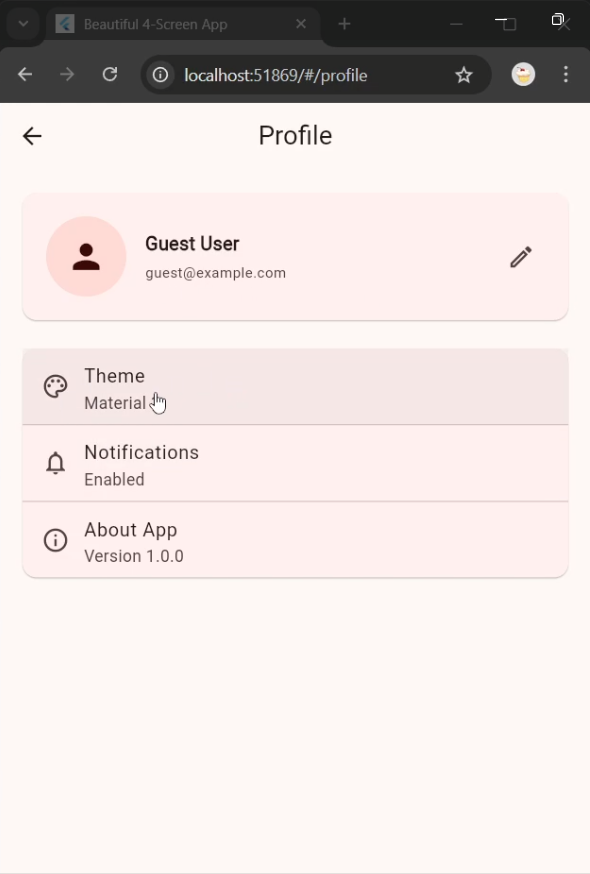 Beautiful 4-Screen App
localhost:51869/#/profile
Profile
Guest User
guest@example.com
Theme
Material
Notifications
Enabled
About App
Version 1.0.0